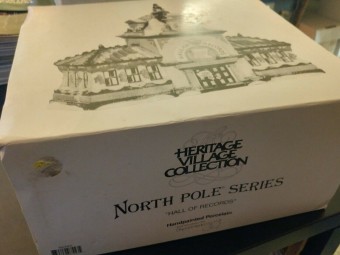 HERITAGE
VILLAGE
COLLECTION
NORTH POLE SERIES
"HALL OF RECORDS"
Handpainted Porcelain